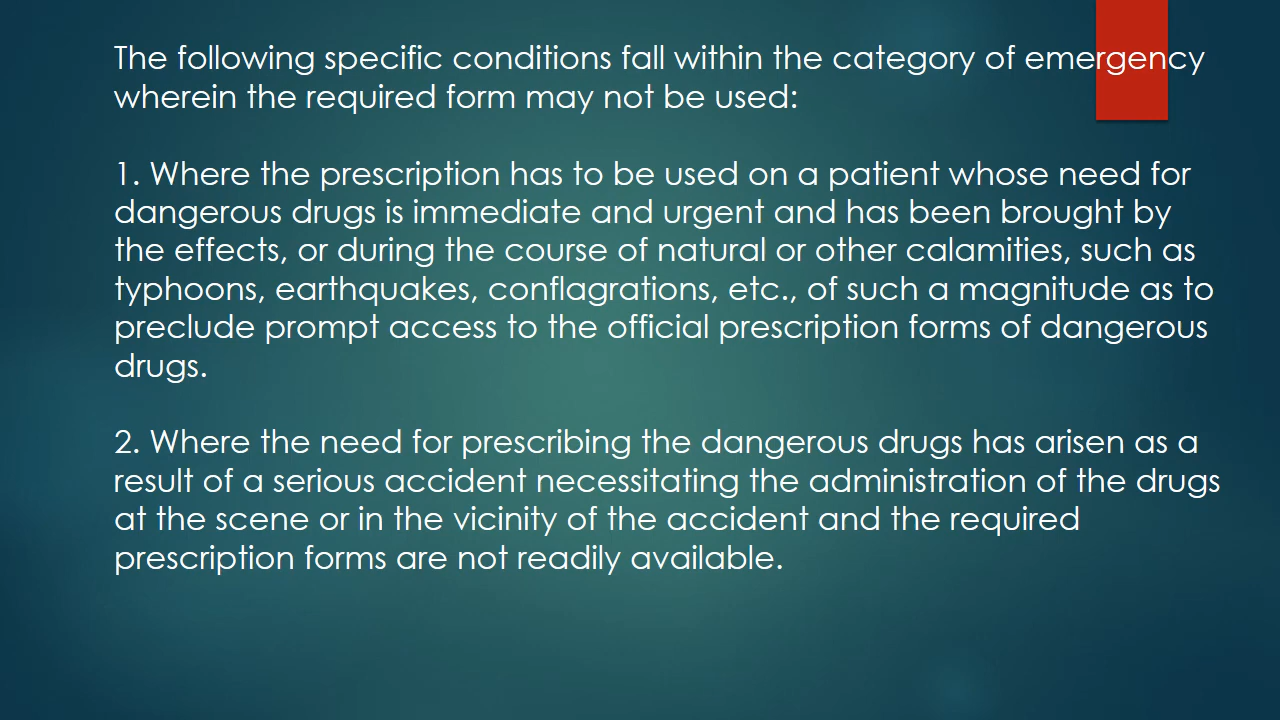 The following specific conditions fall within the category of emergency
wherein the required form may not be used:
1. Where the prescription has to be used on a patient whose need for
dangerous drugs is immediate and urgent and has been brought by
the effects, or during the course of natural or other calamities, such as
typhoons, earthquakes, conflagrations, etc., of such a magnitude as to
preclude prompt access to the official prescription forms of dangerous
drugs.
2. Where the need for prescribing the dangerous drugs has arisen as a
result of a serious accident necessitating the administration of the drugs
at the scene or in the vicinity of the accident and the required
prescription forms are not readily available.